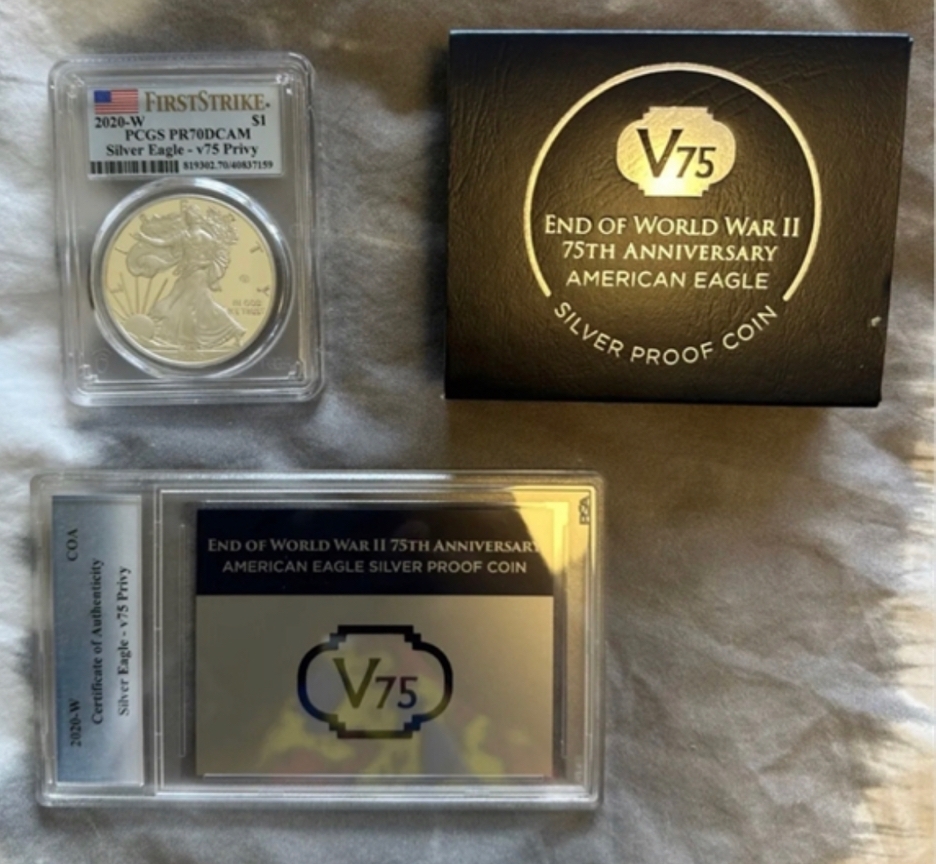 FIRSTSTRIKE®
2020-W $1
PCGS PR70DCAM
Silver Eagle - v75 Privy
819302.70/40837159
L I B E R T Y
IN GOD
WE TRUST
V75
END OF WORLD WAR II
75TH ANNIVERSARY
AMERICAN EAGLE
SILVER PROOF COIN
2020-W COA
Certificate of Authenticity
Silver Eagle - v75 Privy
END OF WORLD WAR II 75TH ANNIVERSARY
AMERICAN EAGLE SILVER PROOF COIN
V75